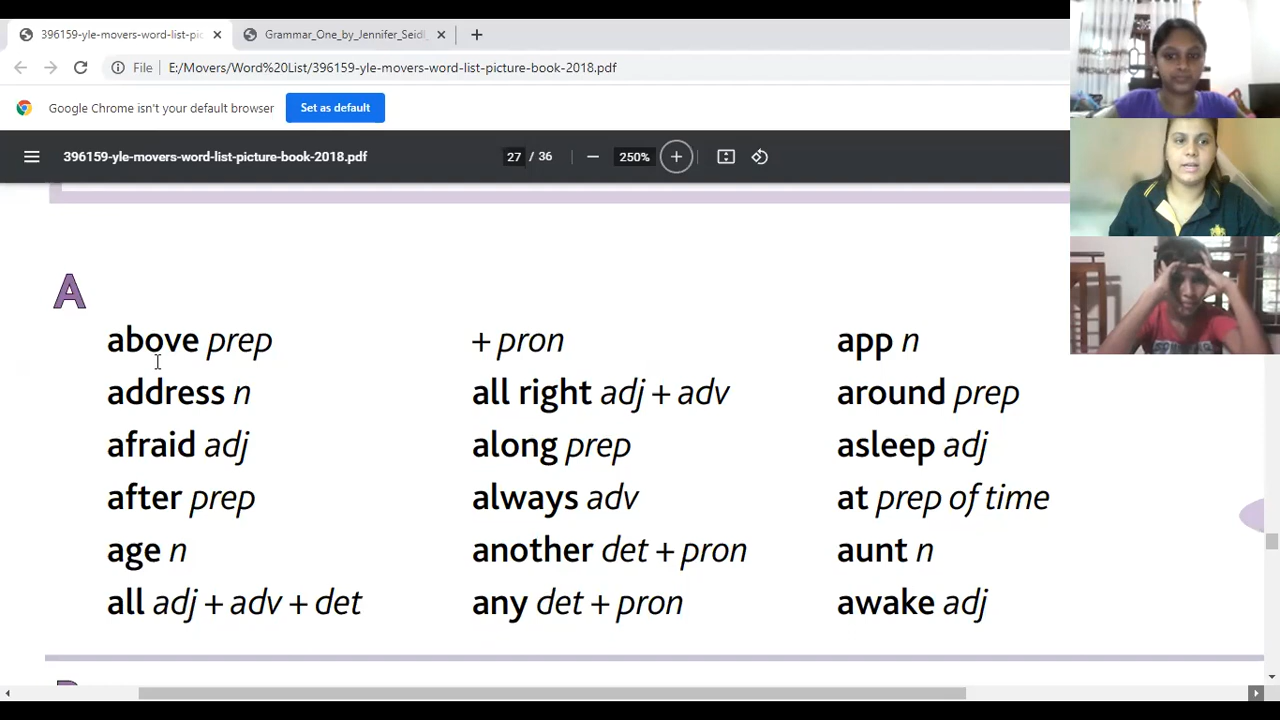 396159-yle-movers-word-list-pic
Grammar_One_by_Jennifer_Seidl_
File
E:/Movers/Word%20List/396159-yle-movers-word-list-picture-book-2018.pdf
Google Chrome isn't your default browser
Set as default
396159-yle-movers-word-list-picture-book-2018.pdf
27 / 36
250%
A
above prep
address n
afraid adj
after prep
age n
all adj + adv + det
+ pron
all right adj + adv
along prep
always adv
another det + pron
any det + pron
app n
around prep
asleep adj
at prep of time
aunt n
awake adj